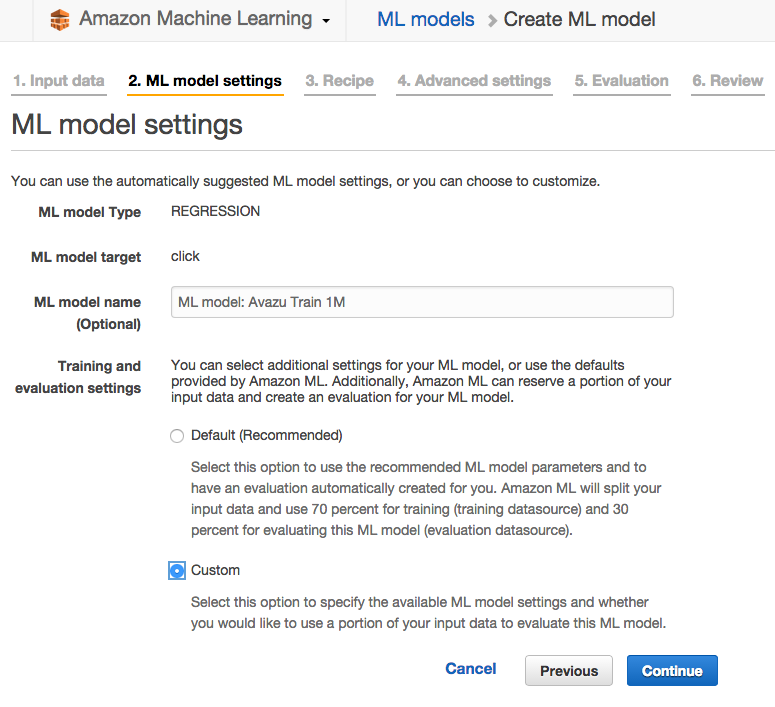 Amazon Machine Learning
ML models
Create ML model
1. Input data
2. ML model settings
3. Recipe
4. Advanced settings
5. Evaluation
6. Review
ML model settings
You can use the automatically suggested ML model settings, or you can choose to customize.
ML model Type
REGRESSION
ML model target
click
ML model name
(Optional)
ML model: Avazu Train 1M
Training and
evaluation settings
You can select additional settings for your ML model, or use the defaults
provided by Amazon ML. Additionally, Amazon ML can reserve a portion of your
input data and create an evaluation for your ML model.
Default (Recommended)
Select this option to use the recommended ML model parameters and to
have an evaluation automatically created for you. Amazon ML will split your
input data and use 70 percent for training (training datasource) and 30
percent for evaluating this ML model (evaluation datasource).
Custom
Select this option to specify the available ML model settings and whether
you would like to use a portion of your input data to evaluate this ML model.
Cancel
Previous
Continue